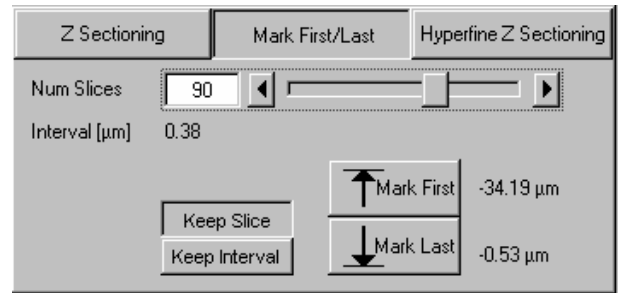 Z Sectioning Mark First/Last Hyperfine Z Sectioning
Num Slices 90
Interval [µm] 0.38
Mark First -34.19 µm
Keep Slice
Mark Last -0.53 µm
Keep Interval